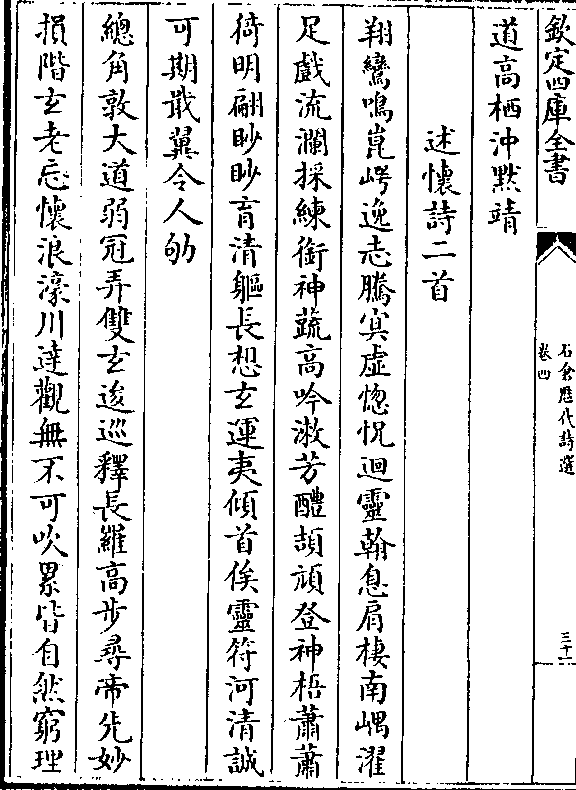 欽定四庫全書
石倉歷代詩選
卷四
三十一
道高栖沖默靖
述懷詩二首
翔鸞鳴崑崿逸志騰冥虛惚怳迴靈翰息肩棲南嵎濯
足戲流瀾採練銜神蔬高吟漱芳醴頡頏登神梧蕭蕭
猗明翮眇眇育清軀長想玄運夷傾首俟靈符河清誠
可期戢翼令人劬
總角敦大道弱冠弄雙玄逡巡釋長羅高步尋帝先妙
損階玄老忘懷浪濠川達觀無不可吹累皆自然窮理